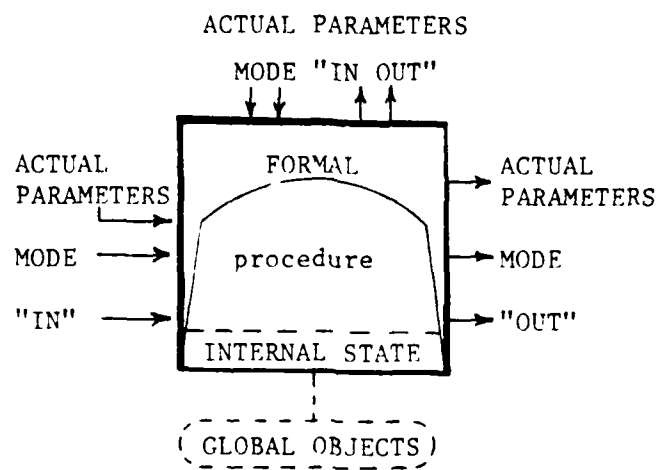 ACTUAL PARAMETERS
MODE "IN OUT"
FORMAL
ACTUAL
PARAMETERS
MODE
"IN"
procedure
ACTUAL
PARAMETERS
MODE
"OUT"
INTERNAL STATE
GLOBAL OBJECTS